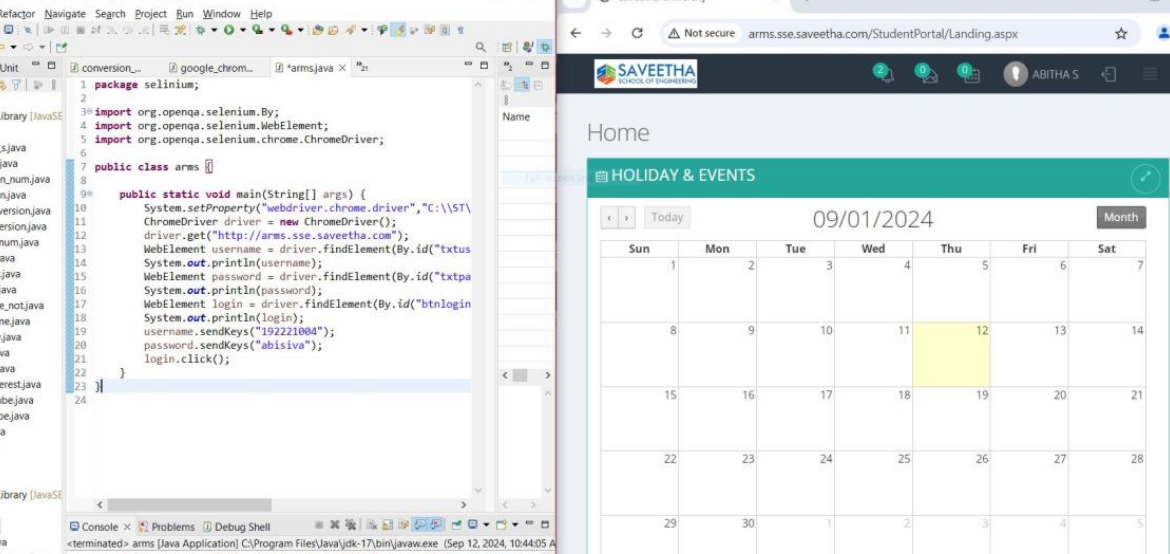 Refactor Navigate Search Project Run Window Help
Unit
conversion_... google_chrom... *arms.java 21
1 package selinium;
2
3 import org.openqa.selenium.By;
4 import org.openqa.selenium.WebElement;
5 import org.openqa.selenium.chrome.ChromeDriver;
6
7 public class arms {
8
9 public static void main(String[] args) {
10 System.setProperty("webdriver.chrome.driver","C:\\ST\
11 ChromeDriver driver = new ChromeDriver();
12 driver.get("http://arms.sse.saveetha.com");
13 WebElement username = driver.findElement(By.id("txtus
14 System.out.println(username);
15 WebElement password = driver.findElement(By.id("txtpa
16 System.out.println(password);
17 WebElement login = driver.findElement(By.id("btnlogin
18 System.out.println(login);
19 username.sendKeys("192221004");
20 password.sendKeys("abisiva");
21 login.click();
22 }
23 }
24
ibrary [JavaSE
s.java
java
n_num.java
n.java
version.java
ersion.java
num.java
ava
t.java
java
e_not.java
ne.java
java
va
ava
erest.java
ube.java
be.java
a
ibrary [JavaSE
Name
Console Problems Debug Shell
<terminated> arms [Java Application] C:\Program Files\Java\jdk-17\bin\javaw.exe (Sep 12, 2024, 10:44:05 A
Not secure arms.sse.saveetha.com/StudentPortal/Landing.aspx
SAVEETHA
SCHOOL OF ENGINEERING
2 0 0 ABITHA S
Home
HOLIDAY & EVENTS
Today 09/01/2024 Month
Sun Mon Tue Wed Thu Fri Sat
1 2 3 4 5 6 7
8 9 10 11 12 13 14
15 16 17 18 19 20 21
22 23 24 25 26 27 28
29 30 1 2 3 4 5